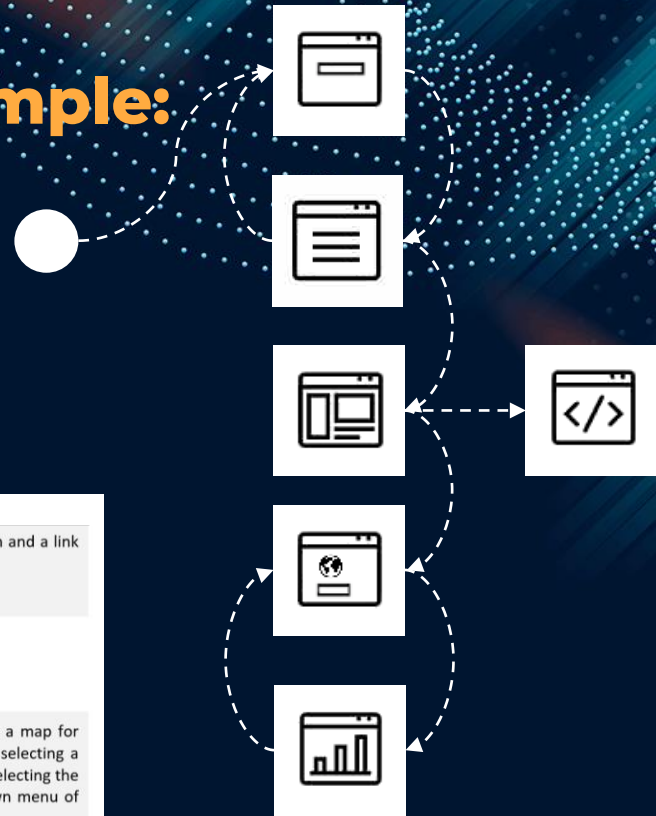 mple:
n and a link
a map for
selecting a
electing the
vn menu of